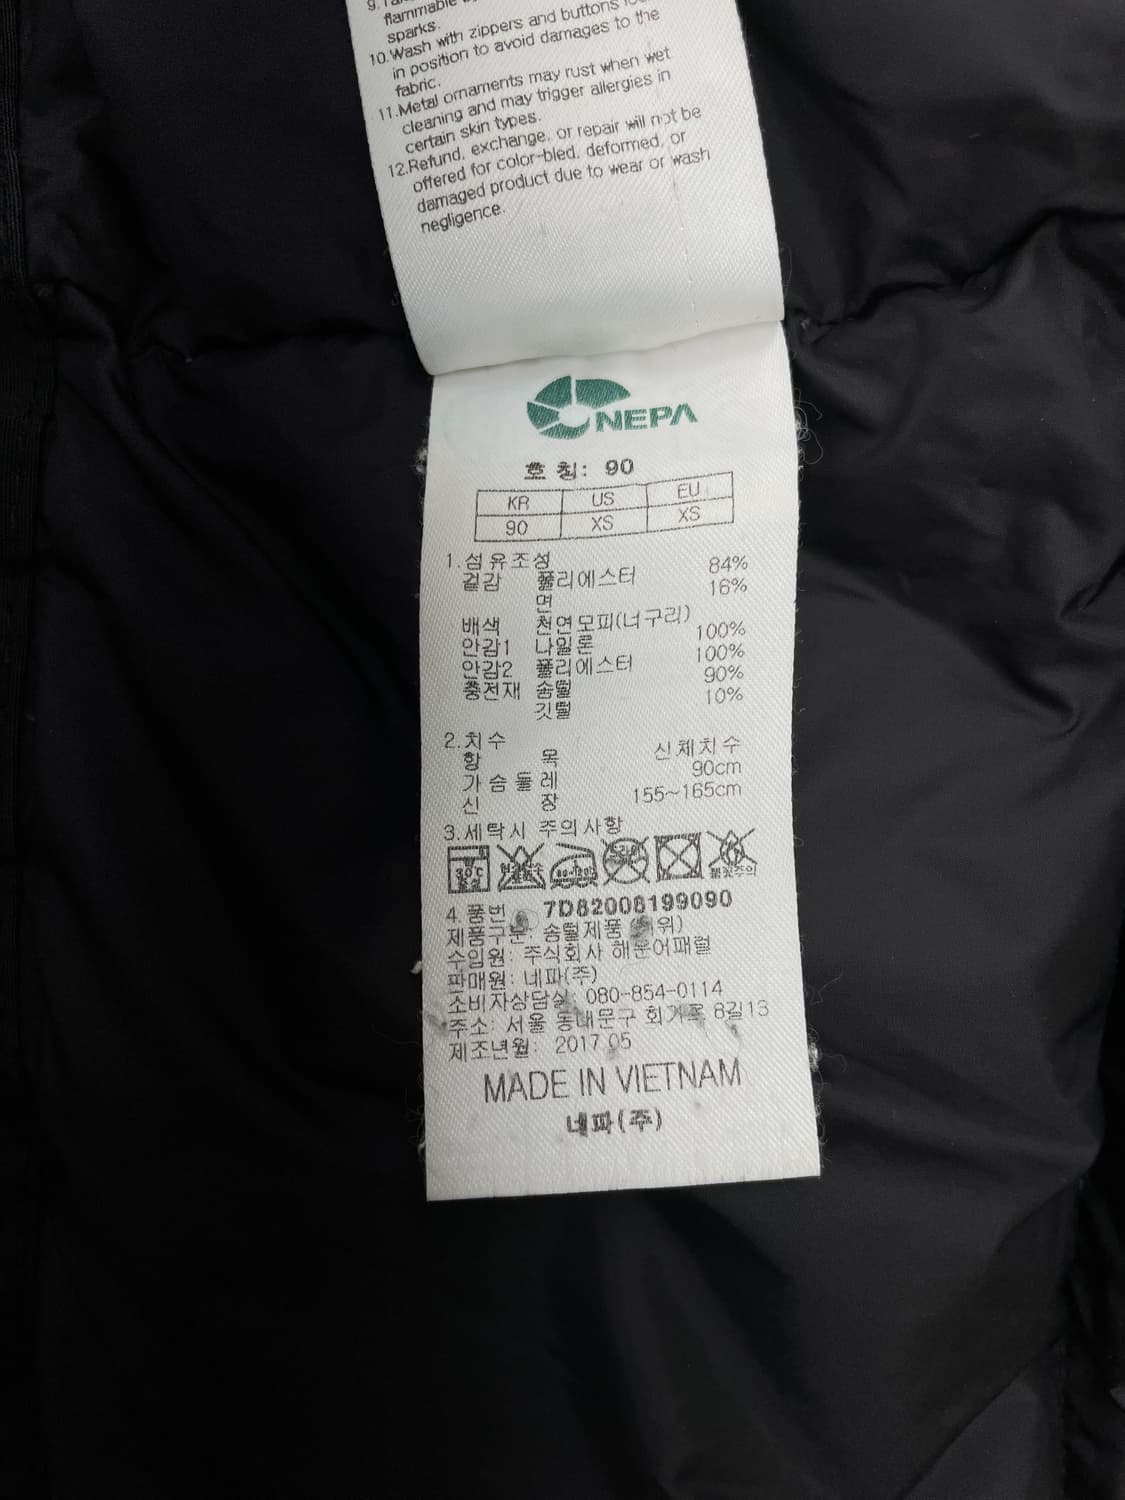 flammable
sparks.
10.Wash with zippers and buttons
in position to avoid damages to the
fabric.
11.Metal ornaments may rust when wet
cleaning and may trigger allergies in
certain skin types.
12.Refund, exchange, or repair will not be
offered for color-bled, deformed, or
damaged product due to wear or wash
negligence.
NEPA
호 칭: 90
KR US EU
90 XS XS
1.섬유조성
겉감 폴리에스터 84%
면 16%
배색 천연모피(너구리)
안감1 나일론 100%
안감2 폴리에스터 100%
충전재 솜털 90%
깃털 10%
2.치수
항 목 신체치수
가슴둘레 90cm
신 장 155~165cm
3.세탁시 주의사항
30℃ 중성
80~120℃
불꽃주의
4.품번 7D82008199090
제품구분: 솜털제품
수입원: 주식회사 해운어패럴
판매원: 네파(주)
소비자상담실: 080-854-0114
주소: 서울 동대문구 회기로 8길13
제조년월: 2017.05
MADE IN VIETNAM
네파(주)